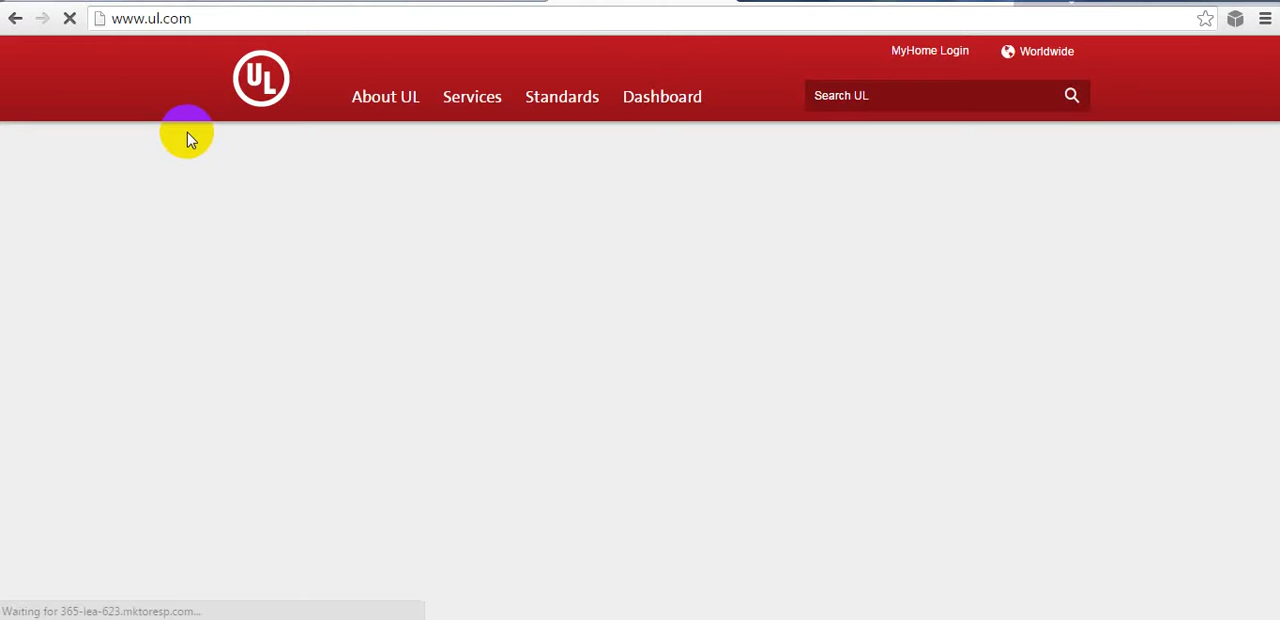 www.ul.com
MyHome Login Worldwide
UL About UL Services Standards Dashboard Search UL
Waiting for 365-lea-623.mktoresp.com...